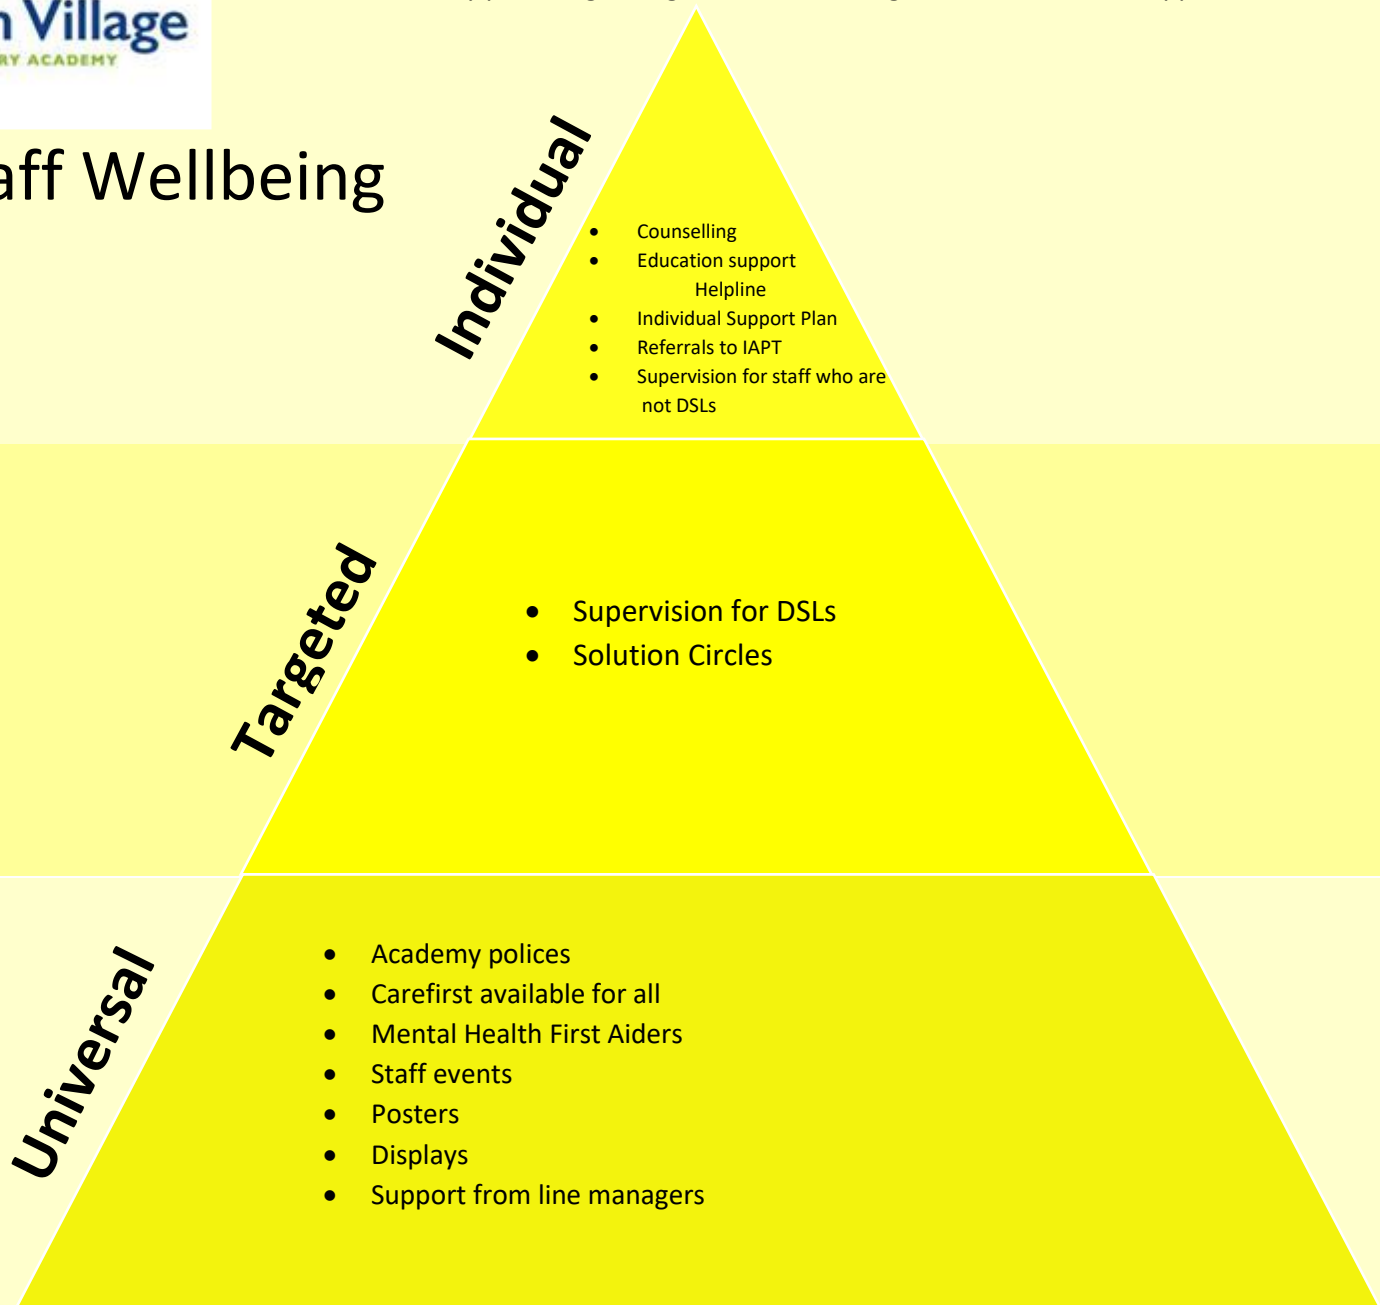 Village
ACADEMY
Wellbeing
Individual
• Counselling
• Education support
Helpline
• Individual Support Plan
• Referrals to IAPT
• Supervision for staff who are
not DSLs
Targeted
• Supervision for DSLs
• Solution Circles
Universal
• Academy polices
• Carefirst available for all
• Mental Health First Aiders
• Staff events
• Posters
• Displays
• Support from line managers